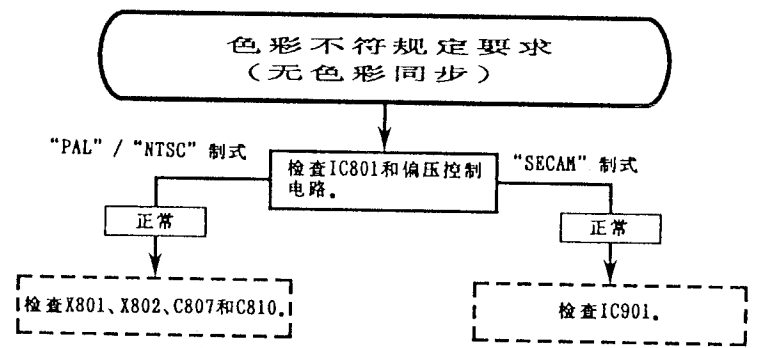 色彩不符规定要求
（无色彩同步）
“PAL” / “NTSC” 制式
检查IC801和偏压控制
电路。
“SECAM” 制式
正常
正常
检查X801、X802、C807和C810。
检查IC901。